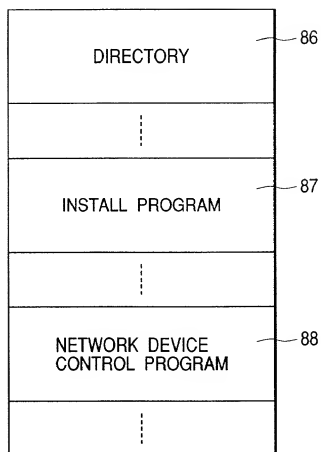 DIRECTORY
86
INSTALL PROGRAM
87
NETWORK DEVICE
CONTROL PROGRAM
88